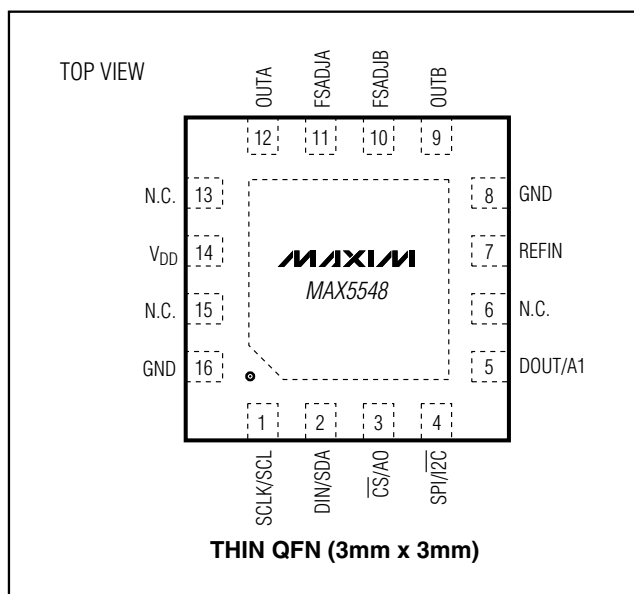 TOP VIEW
OUTA
FSADJA
FSADJB
OUTB
12
11
10
9
N.C. 13
8 GND
V_DD 14
7 REFIN
MAXIM
MAX5548
N.C. 15
6 N.C.
GND 16
5 DOUT/A1
1
2
3
4
SCLK/SCL
DIN/SDA
C̅S̅/A0
SPI/I̅2̅C̅
THIN QFN (3mm x 3mm)